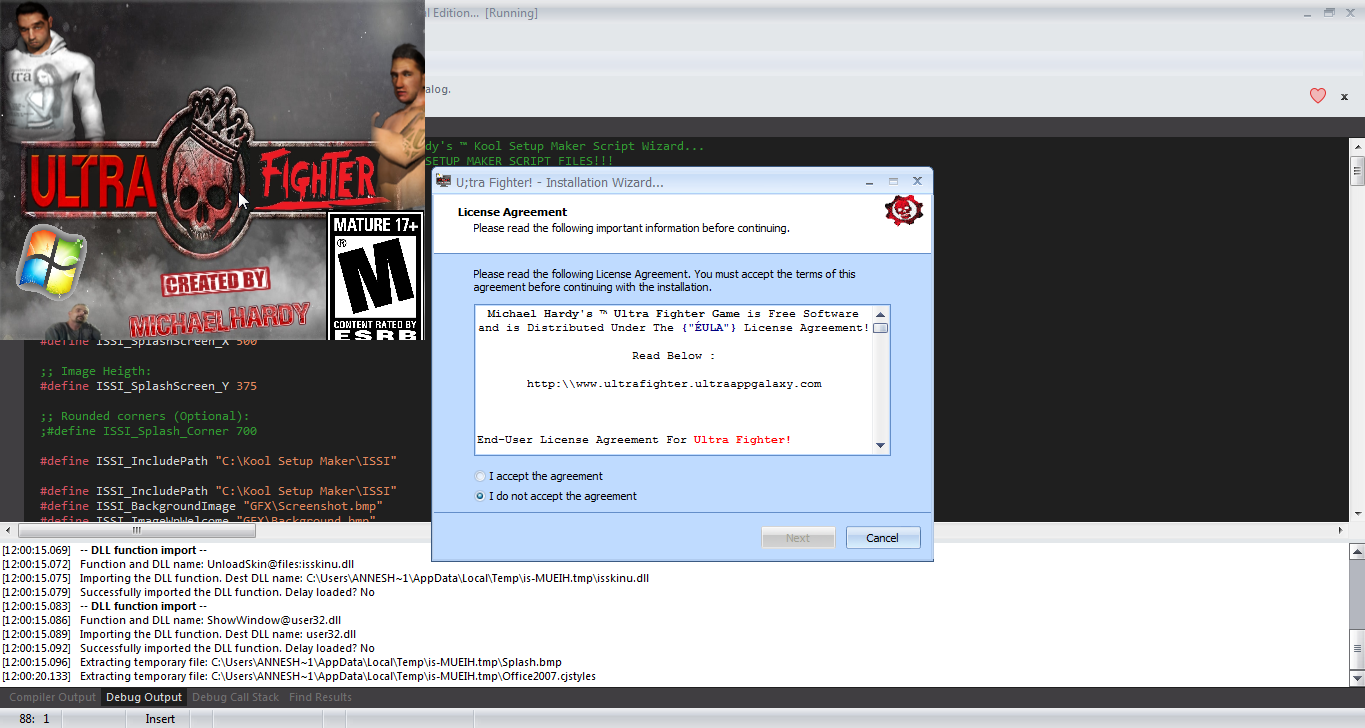 l Edition... [Running]
alog.
ULTRA FIGHTER
CREATED BY
MICHAEL HARDY
MATURE 17+
®
M
CONTENT RATED BY
ESRB
dy's ™ Kool Setup Maker Script Wizard...
SETUP MAKER SCRIPT FILES!!!
#define ISSI_SplashScreen_X 500
;; Image Heigth:
#define ISSI_SplashScreen_Y 375
;; Rounded corners (Optional):
;#define ISSI_Splash_Corner 700
#define ISSI_IncludePath "C:\Kool Setup Maker\ISSI"
#define ISSI_IncludePath "C:\Kool Setup Maker\ISSI"
#define ISSI_BackgroundImage "GFX\Screenshot.bmp"
#define ISSI_ImageWpWelcome "GFX\Background.bmp"
U;tra Fighter! - Installation Wizard...
License Agreement
Please read the following important information before continuing.
Please read the following License Agreement. You must accept the terms of this
agreement before continuing with the installation.
Michael Hardy's ™ Ultra Fighter Game is Free Software
and is Distributed Under The {"ÉULA"} License Agreement!
Read Below :
http:\\www.ultrafighter.ultraappgalaxy.com
End-User License Agreement For Ultra Fighter!
I accept the agreement
I do not accept the agreement
Next
Cancel
[12:00:15.069] -- DLL function import --
[12:00:15.072] Function and DLL name: UnloadSkin@files:isskinu.dll
[12:00:15.075] Importing the DLL function. Dest DLL name: C:\Users\ANNESH~1\AppData\Local\Temp\is-MUEIH.tmp\isskinu.dll
[12:00:15.079] Successfully imported the DLL function. Delay loaded? No
[12:00:15.083] -- DLL function import --
[12:00:15.086] Function and DLL name: ShowWindow@user32.dll
[12:00:15.089] Importing the DLL function. Dest DLL name: user32.dll
[12:00:15.092] Successfully imported the DLL function. Delay loaded? No
[12:00:15.096] Extracting temporary file: C:\Users\ANNESH~1\AppData\Local\Temp\is-MUEIH.tmp\Splash.bmp
[12:00:20.133] Extracting temporary file: C:\Users\ANNESH~1\AppData\Local\Temp\is-MUEIH.tmp\Office2007.cjstyles
Compiler Output Debug Output Debug Call Stack Find Results
88: 1 Insert